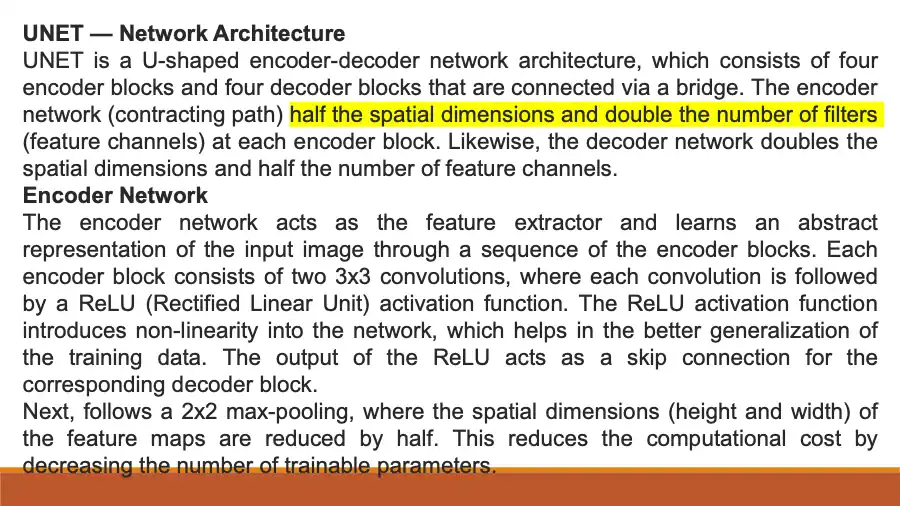 UNET — Network Architecture
UNET is a U-shaped encoder-decoder network architecture, which consists of four
encoder blocks and four decoder blocks that are connected via a bridge. The encoder
network (contracting path) half the spatial dimensions and double the number of filters
(feature channels) at each encoder block. Likewise, the decoder network doubles the
spatial dimensions and half the number of feature channels.
Encoder Network
The encoder network acts as the feature extractor and learns an abstract
representation of the input image through a sequence of the encoder blocks. Each
encoder block consists of two 3x3 convolutions, where each convolution is followed
by a ReLU (Rectified Linear Unit) activation function. The ReLU activation function
introduces non-linearity into the network, which helps in the better generalization of
the training data. The output of the ReLU acts as a skip connection for the
corresponding decoder block.
Next, follows a 2x2 max-pooling, where the spatial dimensions (height and width) of
the feature maps are reduced by half. This reduces the computational cost by
decreasing the number of trainable parameters.